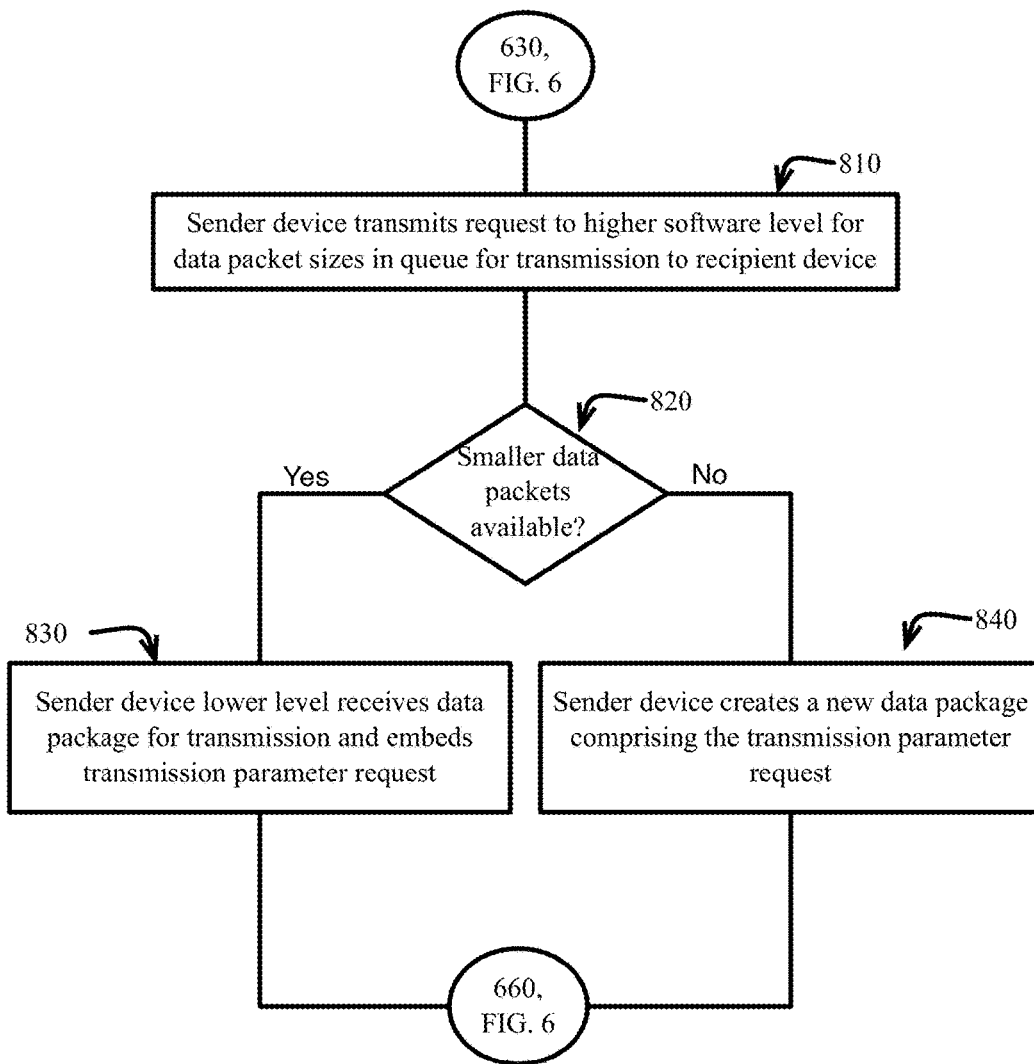 630,
FIG. 6
810
Sender device transmits request to higher software level for
data packet sizes in queue for transmission to recipient device
820
Smaller data
packets
available?
Yes
No
830
840
Sender device lower level receives data
package for transmission and embeds
transmission parameter request
Sender device creates a new data package
comprising the transmission parameter
request
660,
FIG. 6